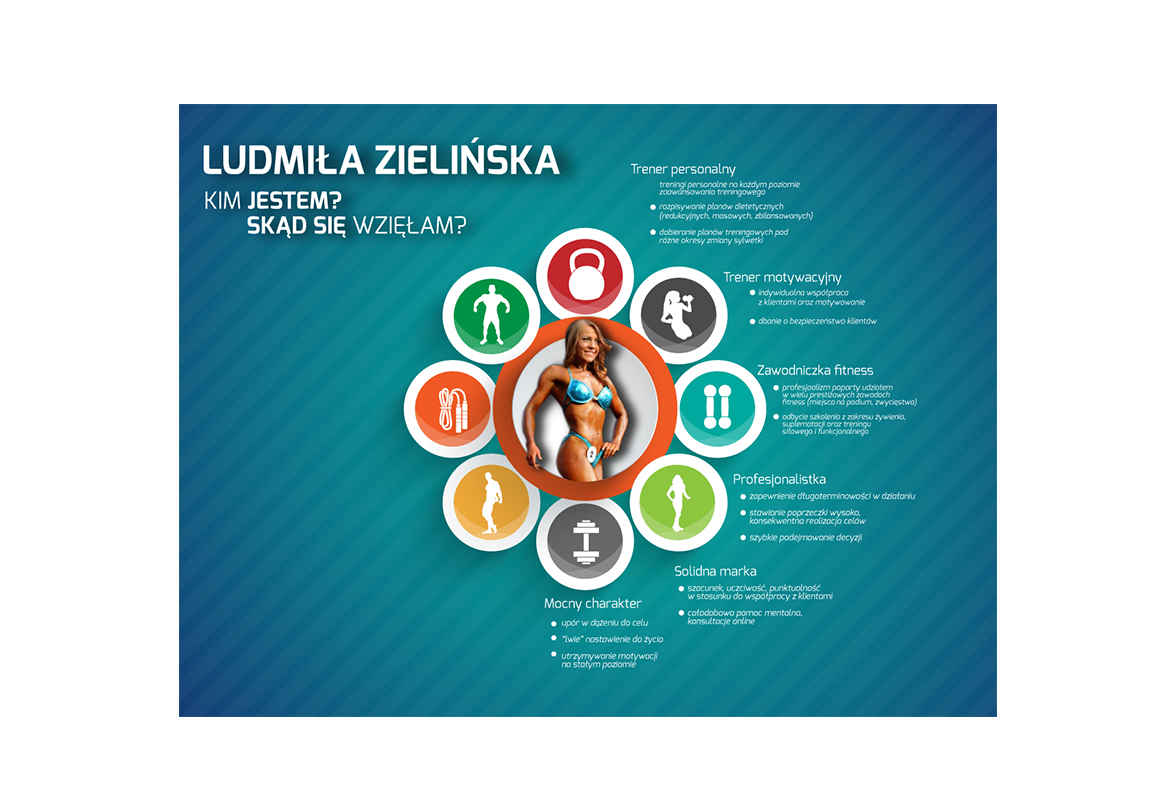 LUDMIŁA ZIELIŃSKA
KIM JESTEM?
SKĄD SIĘ WZIĘŁAM?
Trener personalny
treningi personalne na każdym poziomie
zaawansowania treningowego
rozpisywanie planów dietetycznych
(redukcyjnych, masowych, zbilansowanych)
dobieranie planów treningowych pod
różne okresy zmiany sylwetki
Trener motywacyjny
indywidualna współpraca
z klientami oraz motywowanie
dbanie o bezpieczeństwo klientów
Zawodniczka fitness
profesjoalizm poparty udziałem
w wielu prestiżowych zawodach
fitness (miejsca na podium, zwycięstwa)
odbycie szkolenia z zakresu żywienia,
suplematacji oraz treningu
siłowego i funkcjonalnego
Profesjonalistka
zapewnienie długoterminowości w działaniu
stawianie poprzeczki wysoko,
konsekwentna realizacja celów
szybkie podejmowanie decyzji
Solidna marka
szacunek, uczciwość, punktualność
w stosunku do współpracy z klientami
całodobowa pomoc mentalna,
konsultacje online
Mocny charakter
upór w dążeniu do celu
"lwie" nastawienie do życia
utrzymywanie motywacji
na stałym poziomie
2